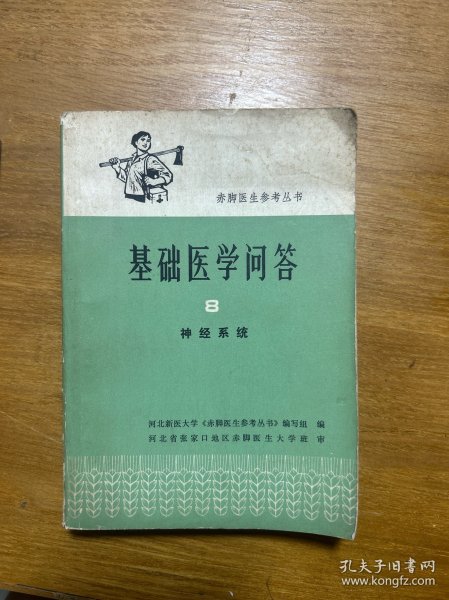 赤脚医生参考丛书
基础医学问答
8
神经系统
河北新医大学《赤脚医生参考丛书》编写组 编
河北省张家口地区赤脚医生大学班 审
孔夫子旧书网
www.kongfz.com